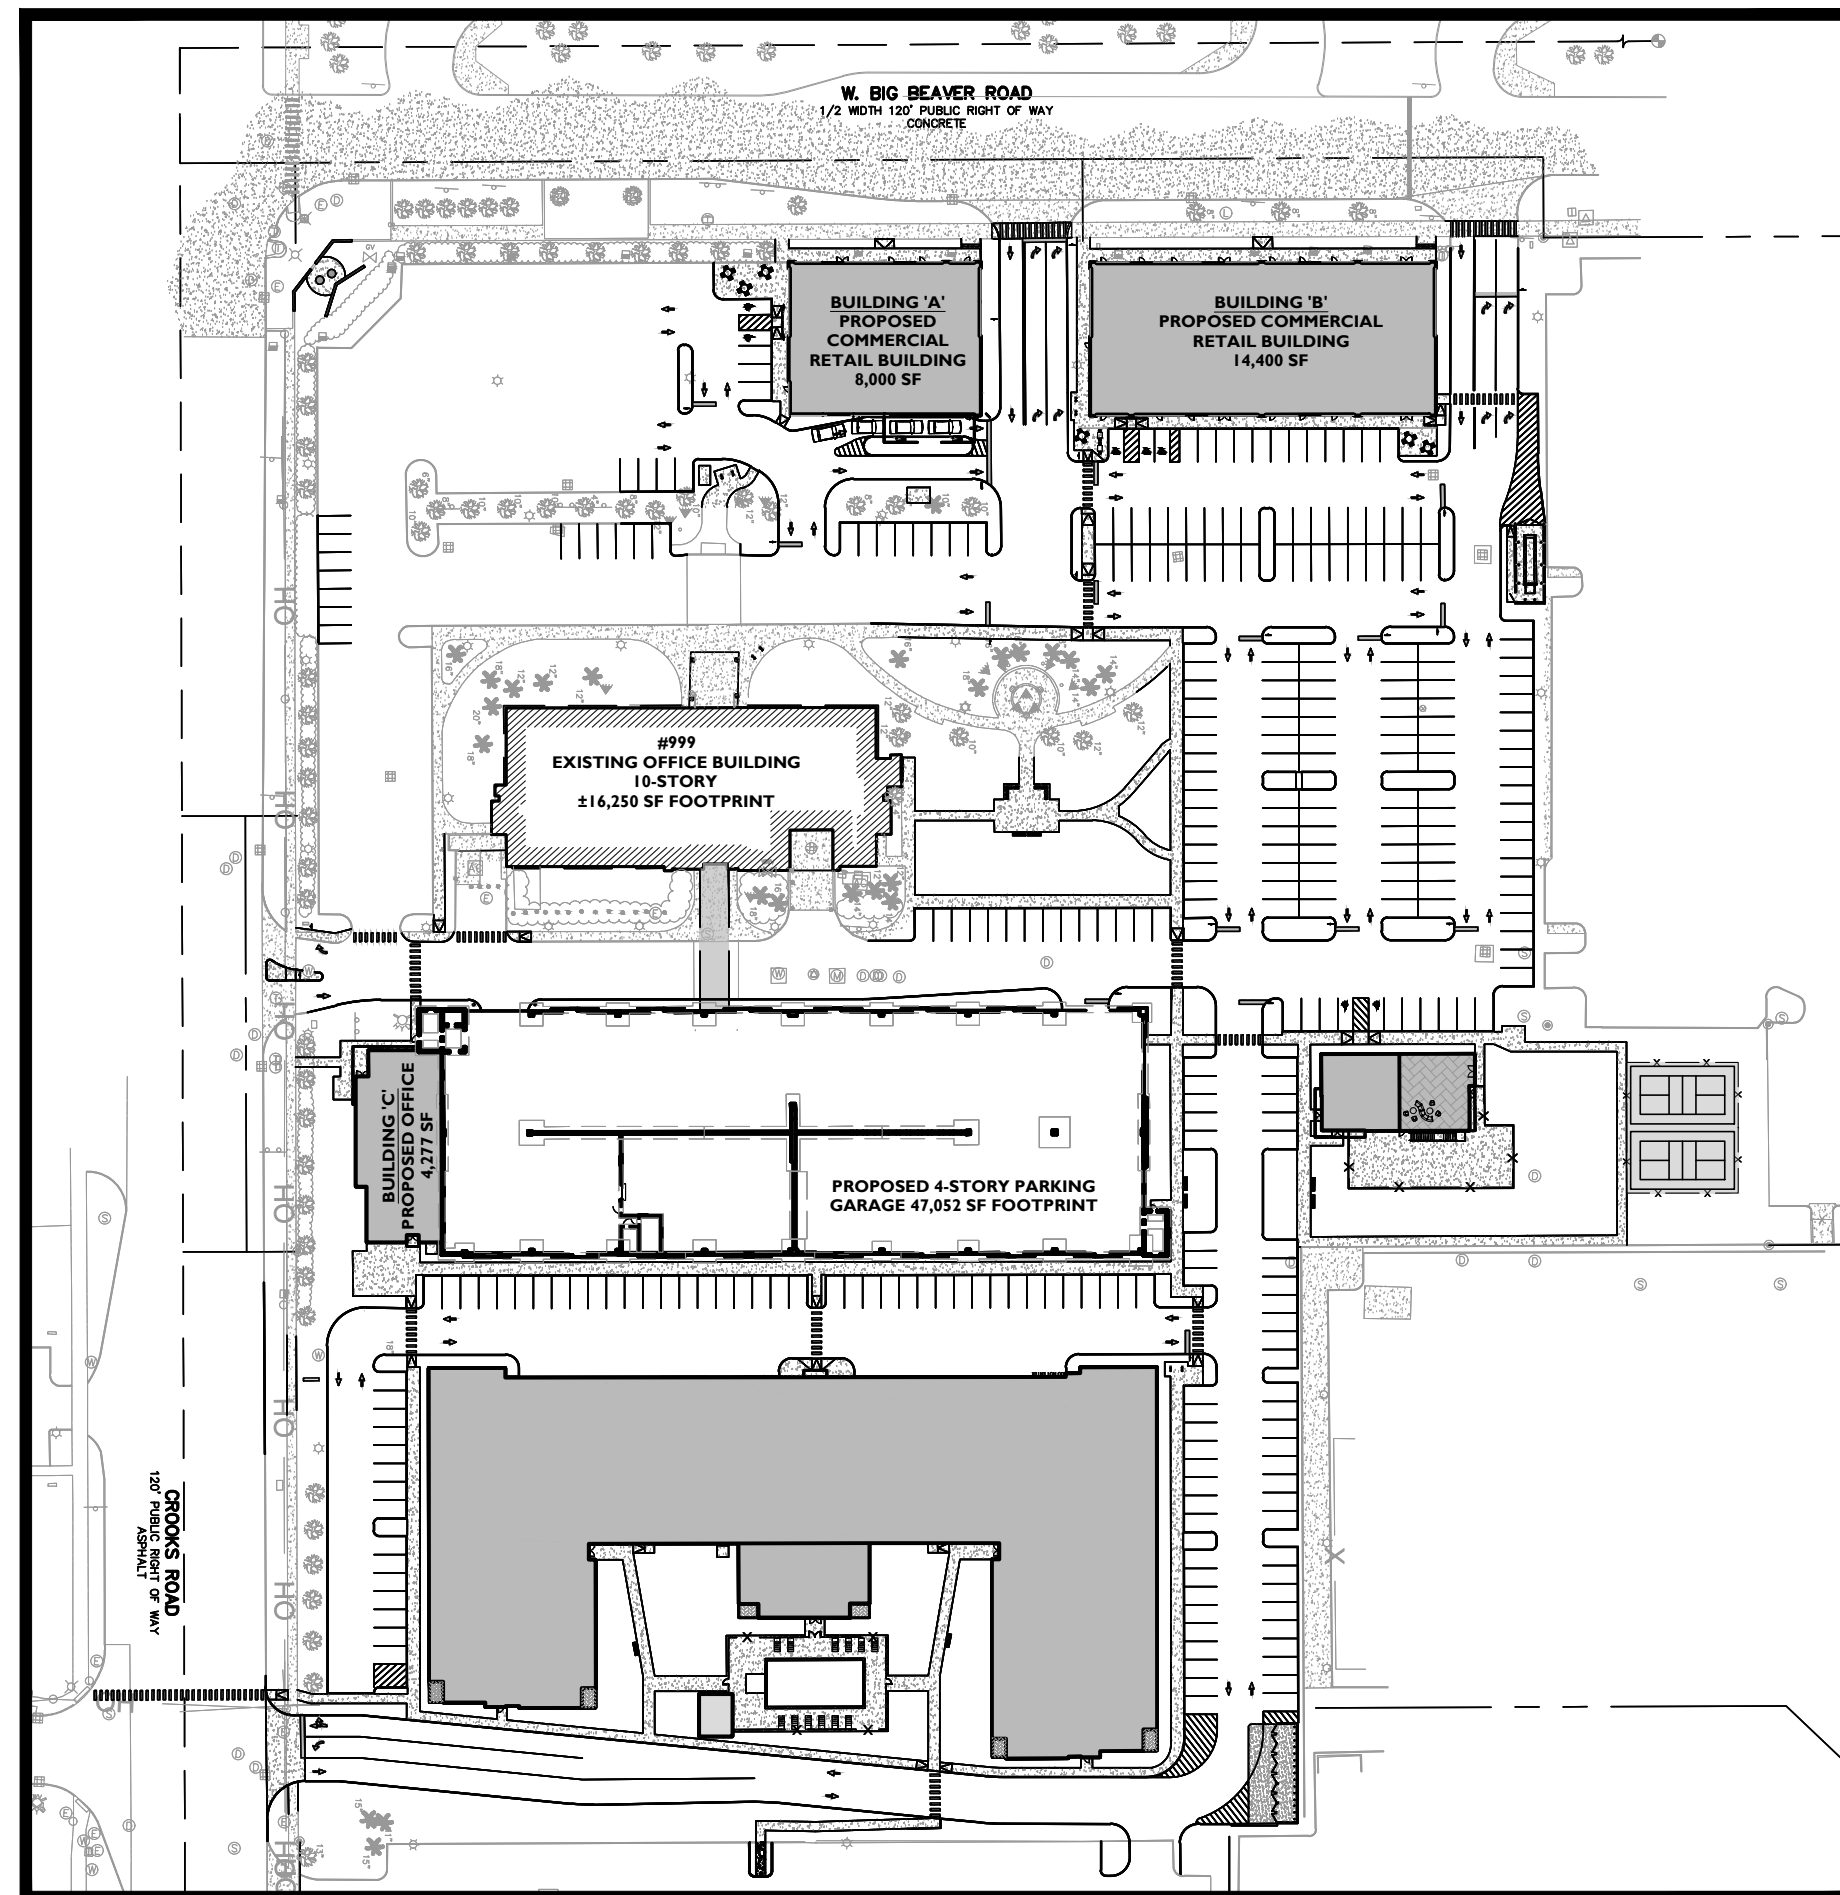 W. BIG BEAVER ROAD
1/2 WIDTH 120' PUBLIC RIGHT OF WAY
CONCRETE
BUILDING 'A'
PROPOSED
COMMERCIAL
RETAIL BUILDING
8,000 SF
BUILDING 'B'
PROPOSED COMMERCIAL
RETAIL BUILDING
14,400 SF
#999
EXISTING OFFICE BUILDING
10-STORY
±16,250 SF FOOTPRINT
BUILDING 'C'
PROPOSED OFFICE
4,277 SF
PROPOSED 4-STORY PARKING
GARAGE 47,052 SF FOOTPRINT
CROOKS ROAD
120' PUBLIC RIGHT OF WAY
ASPHALT